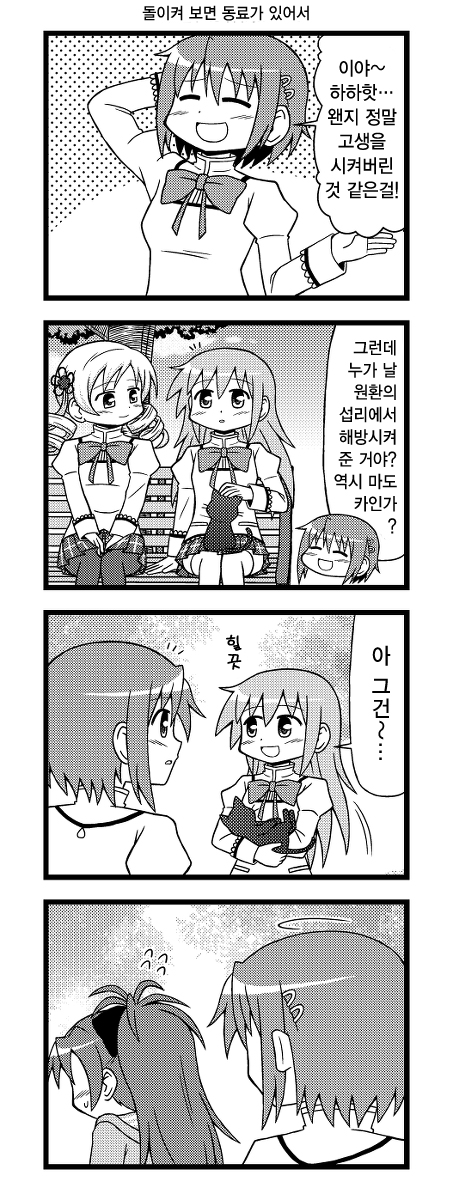 돌이켜 보면 동료가 있어서
이야~
하하핫…
왠지 정말
고생을
시켜버린
것 같은걸!
그런데
누가 날
원환의
섭리에서
해방시켜
준 거야?
역시 마도
카인가
?
힐
끗
아
그건~…